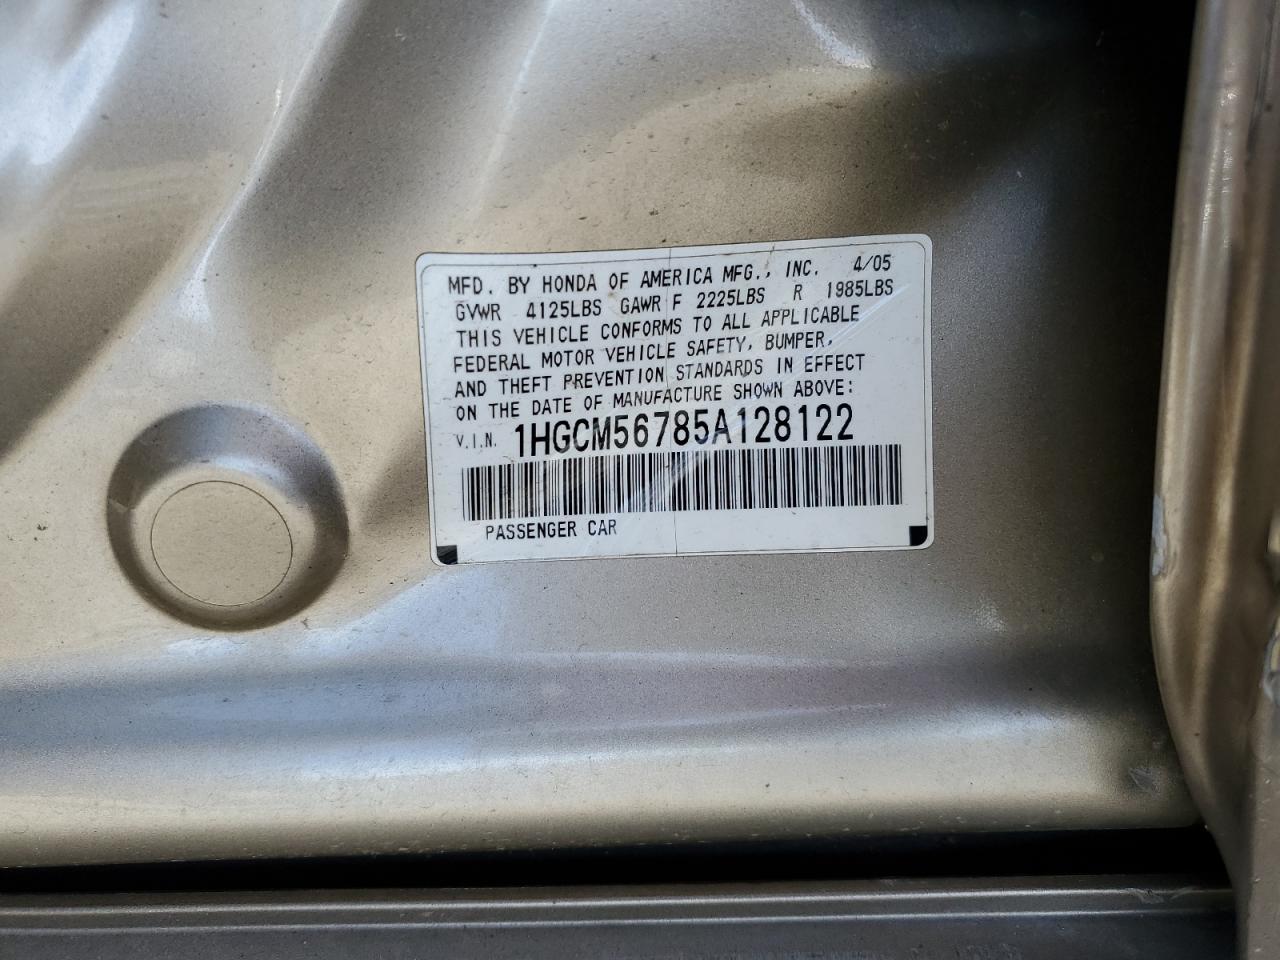 MFD. BY HONDA OF AMERICA MFG., INC. 4/05
GVWR 4125LBS GAWR F 2225LBS R 1985LBS
THIS VEHICLE CONFORMS TO ALL APPLICABLE
FEDERAL MOTOR VEHICLE SAFETY, BUMPER,
AND THEFT PREVENTION STANDARDS IN EFFECT
ON THE DATE OF MANUFACTURE SHOWN ABOVE:
V.I.N. 1HGCM56785A128122
PASSENGER CAR